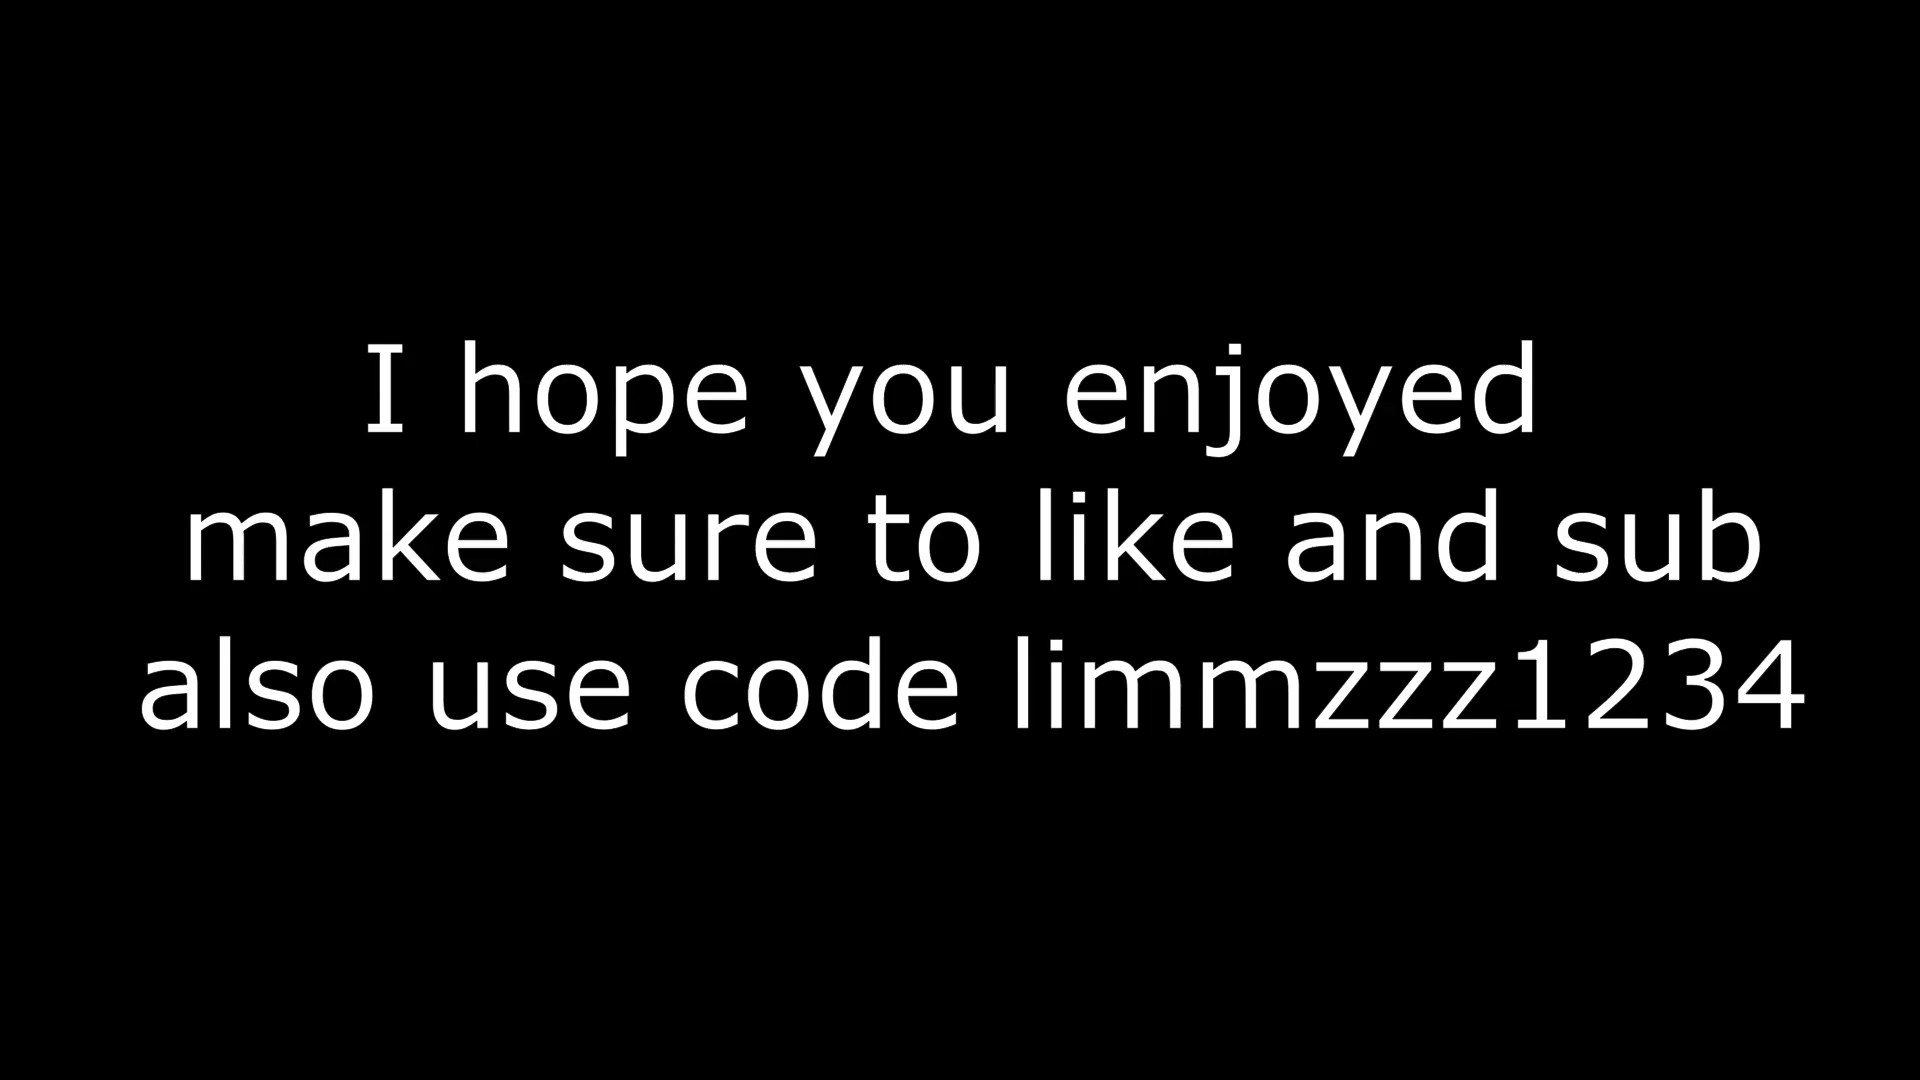 I hope you enjoyed
make sure to like and sub
also use code limmzzz1234